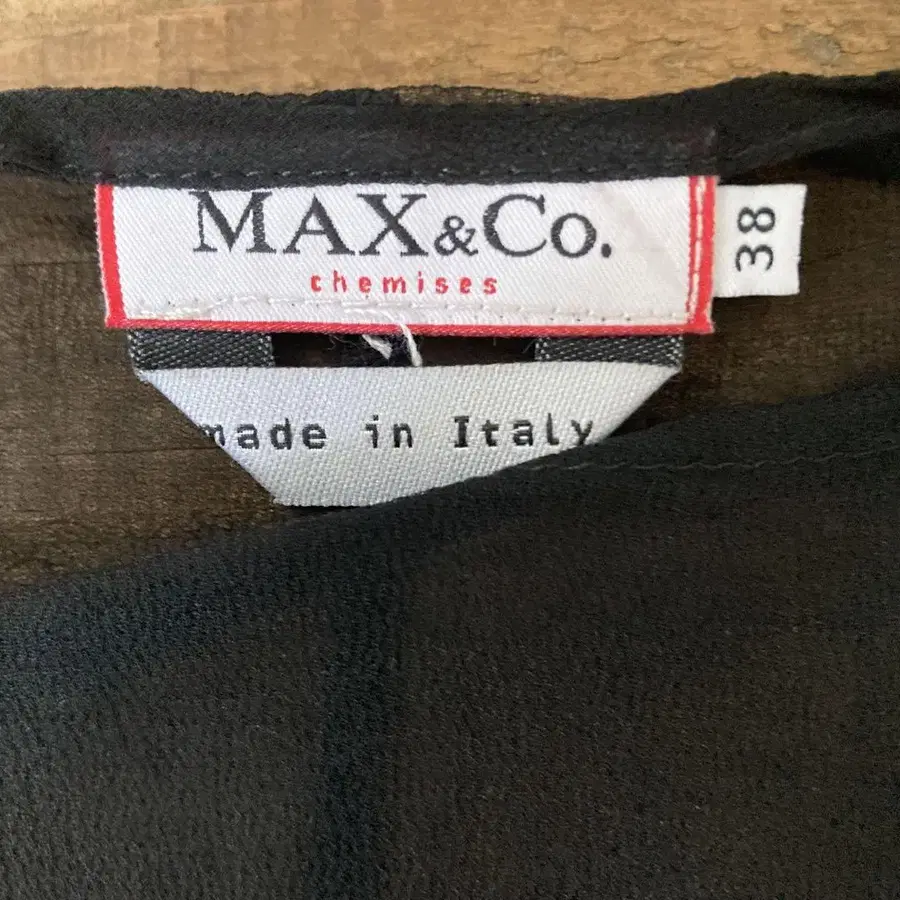 MAX&Co.
chemises
38
made in Italy